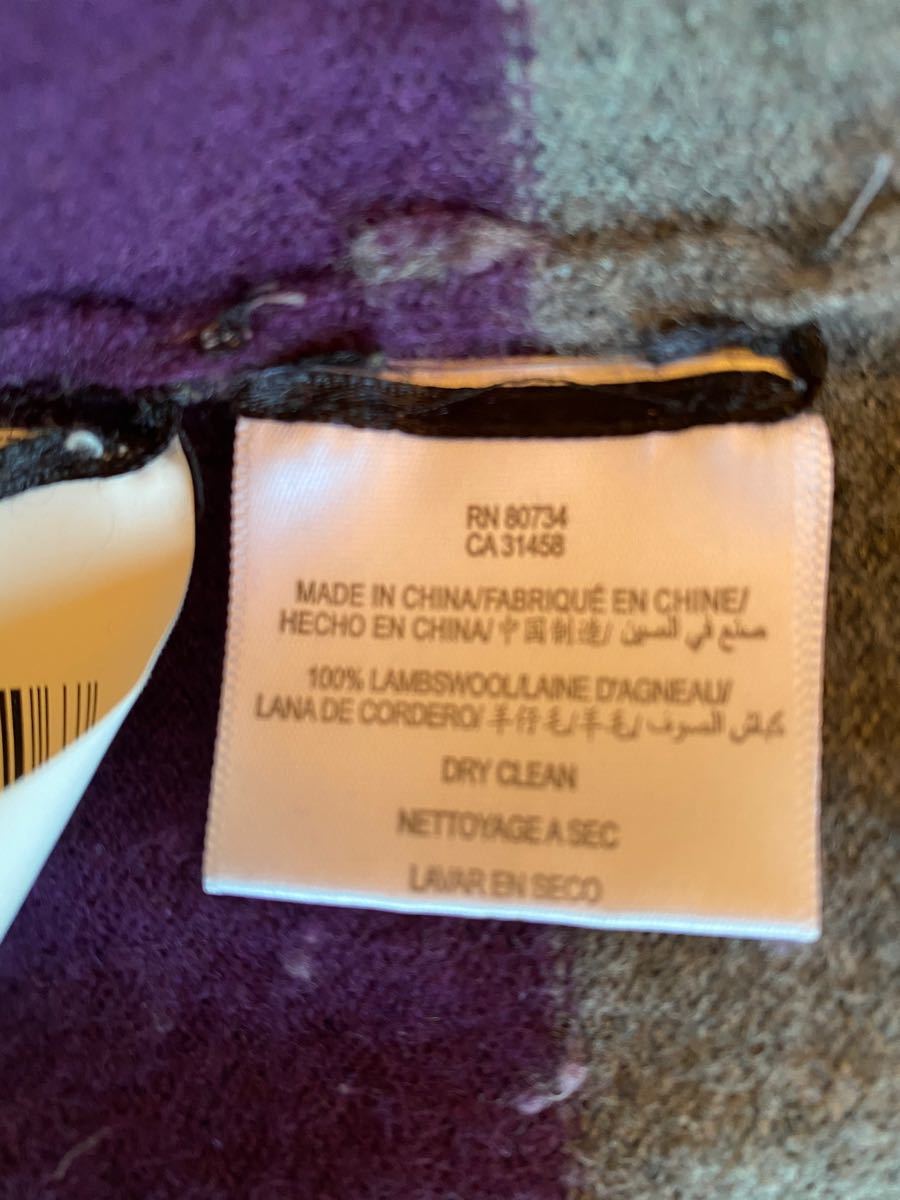 RN 80734
CA 31458
MADE IN CHINA/FABRIQUÉ EN CHINE/
HECHO EN CHINA/ 中国制造/ صنع في الصين
100% LAMBSWOOL/LAINE D'AGNEAU/
LANA DE CORDERO/ 羊仔毛/羊毛/ كباش الصوف
DRY CLEAN
NETTOYAGE A SEC
LAVAR EN SECO